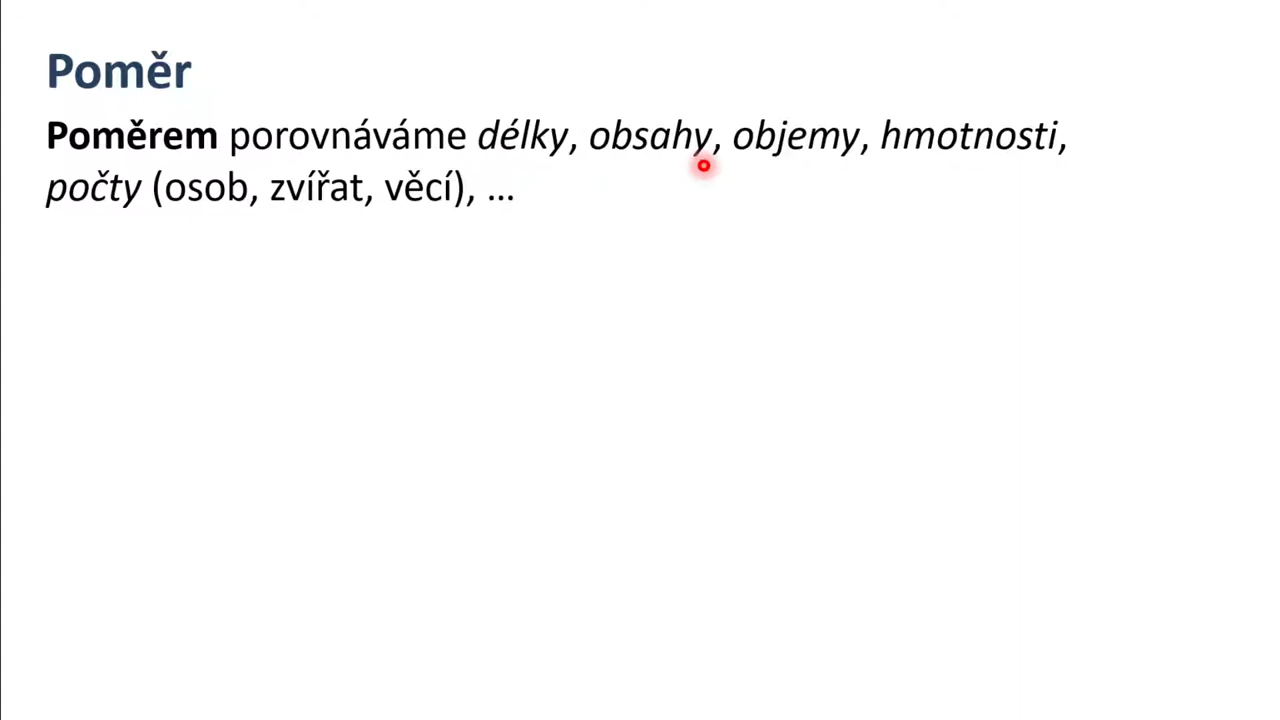 Poměr
Poměrem porovnáváme délky, obsahy, objemy, hmotnosti,
počty (osob, zvířat, věcí), ...